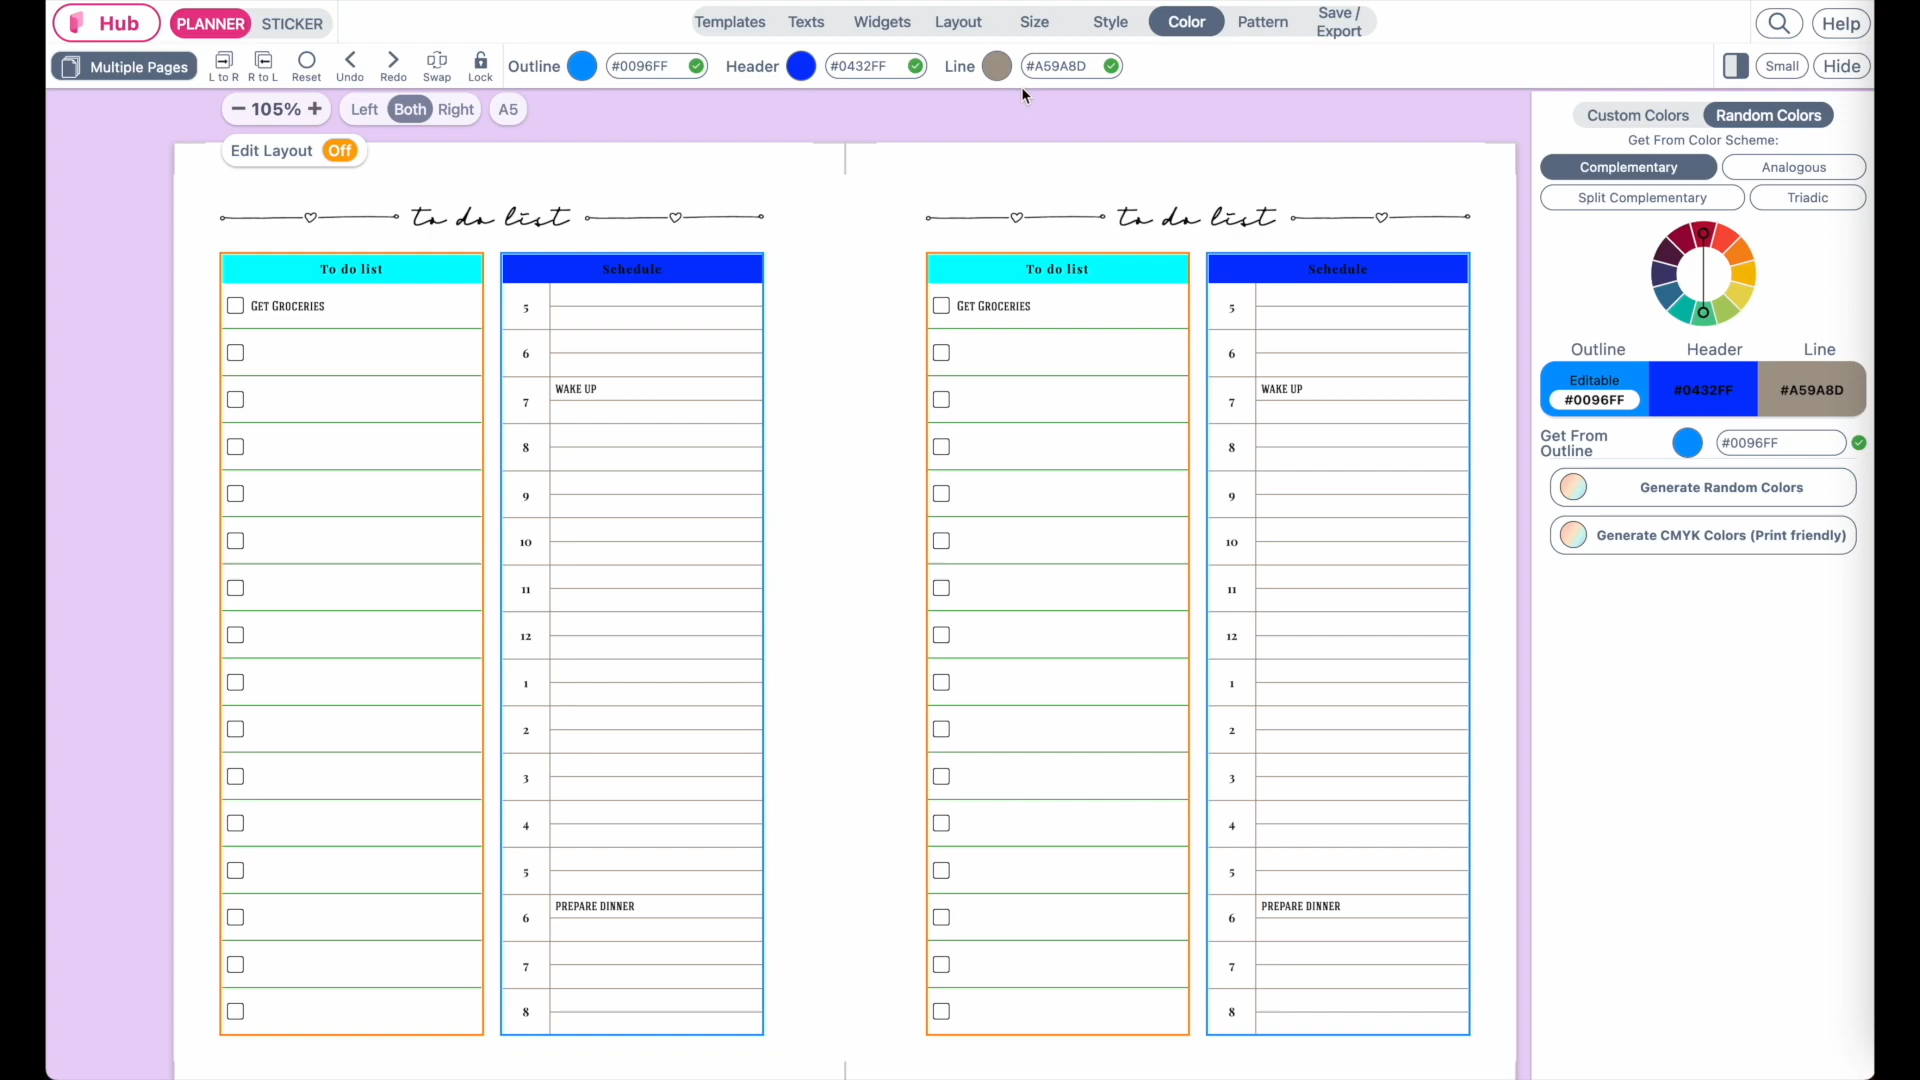 Hub PLANNER STICKER Templates Texts Widgets Layout Size Style Color Pattern Save / Export Help
Multiple Pages L to R R to L Reset Undo Redo Swap Lock Outline #0096FF Header #0432FF Line #A59A8D Small Hide
105% Left Both Right A5
Edit Layout Off
to do list
To do list
Get Groceries
Schedule
5
6
WAKE UP
7
8
9
10
11
12
1
2
3
4
5
PREPARE DINNER
6
7
8
to do list
To do list
Get Groceries
Schedule
5
6
WAKE UP
7
8
9
10
11
12
1
2
3
4
5
PREPARE DINNER
6
7
8
Custom Colors Random Colors
Get From Color Scheme:
Complementary Analogous
Split Complementary Triadic
Outline Header Line
Editable
#0096FF #0432FF #A59A8D
Get From
Outline #0096FF
Generate Random Colors
Generate CMYK Colors (Print friendly)